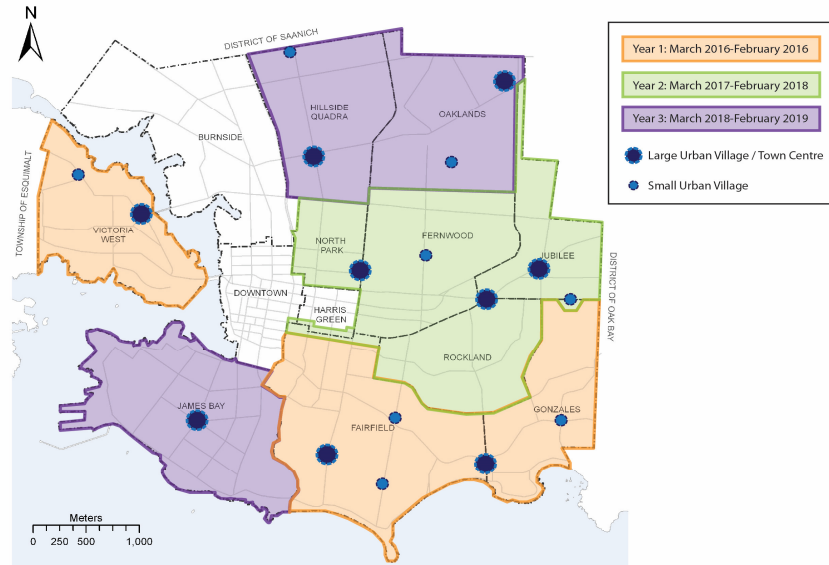 N
DISTRICT OF SAANICH
Year 1: March 2016-February 2016
Year 2: March 2017-February 2018
Year 3: March 2018-February 2019
Large Urban Village / Town Centre
Small Urban Village
HILLSIDE
QUADRA
OAKLANDS
BURNSIDE
TOWNSHIP OF ESQUIMALT
VICTORIA
WEST
NORTH
PARK
FERNWOOD
JUBILEE
DISTRICT OF OAK BAY
DOWNTOWN
HARRIS
GREEN
ROCKLAND
JAMES BAY
FAIRFIELD
GONZALES
Meters
0 250 500 1,000